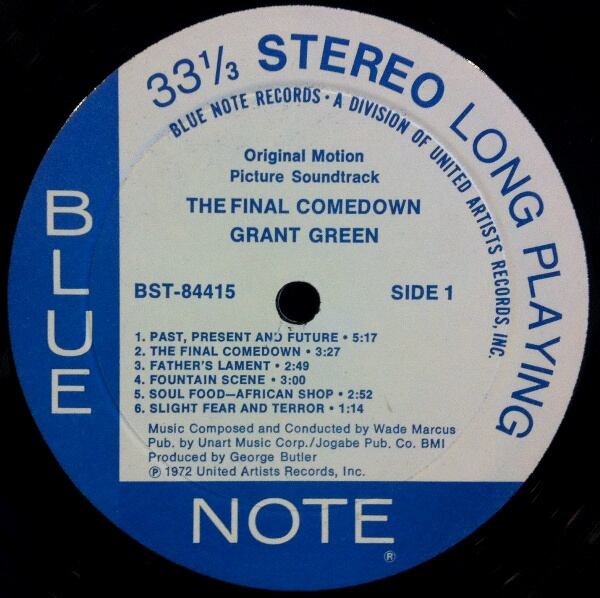 33⅓ STEREO LONG PLAYING
BLUE NOTE RECORDS • A DIVISION OF UNITED ARTISTS RECORDS, INC.
Original Motion
Picture Soundtrack
THE FINAL COMEDOWN
GRANT GREEN
BST-84415 SIDE 1
1. PAST, PRESENT AND FUTURE • 5:17
2. THE FINAL COMEDOWN • 3:27
3. FATHER'S LAMENT • 2:49
4. FOUNTAIN SCENE • 3:00
5. SOUL FOOD—AFRICAN SHOP • 2:52
6. SLIGHT FEAR AND TERROR • 1:14
Music Composed and Conducted by Wade Marcus
Pub. by Unart Music Corp./Jogabe Pub. Co. BMI
Produced by George Butler
℗ 1972 United Artists Records, Inc.
BLUE
NOTE
®